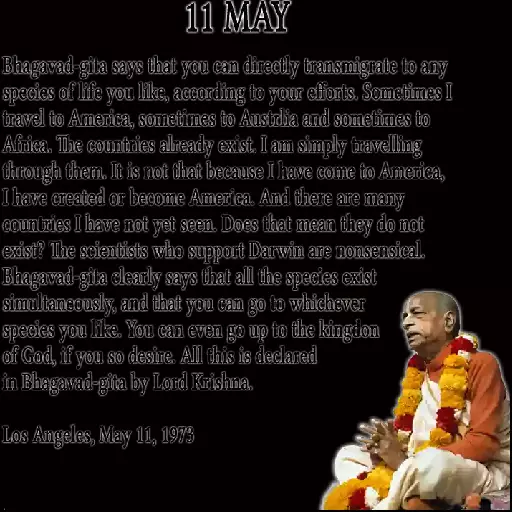 11 MAY
Bhagavad-gita says that you can directly transmigrate to any
species of life you like, according to your efforts. Sometimes I
travel to America, sometimes to Austrlia and sometimes to
Africa. The countries already exist. I am simply travelling
through them. It is not that because I have come to America,
I have created or become America. And there are many
countries I have not yet seen. Does that mean they do not
exist? The scientists who support Darwin are nonsensical.
Bhagavad-gita clearly says that all the species exist
simultaneously, and that you can go to whichever
species you like. You can even go up to the kingdon
of God, if you so desire. All this is declared
in Bhagavad-gita by Lord Krishna.
Los Angeles, May 11, 1973